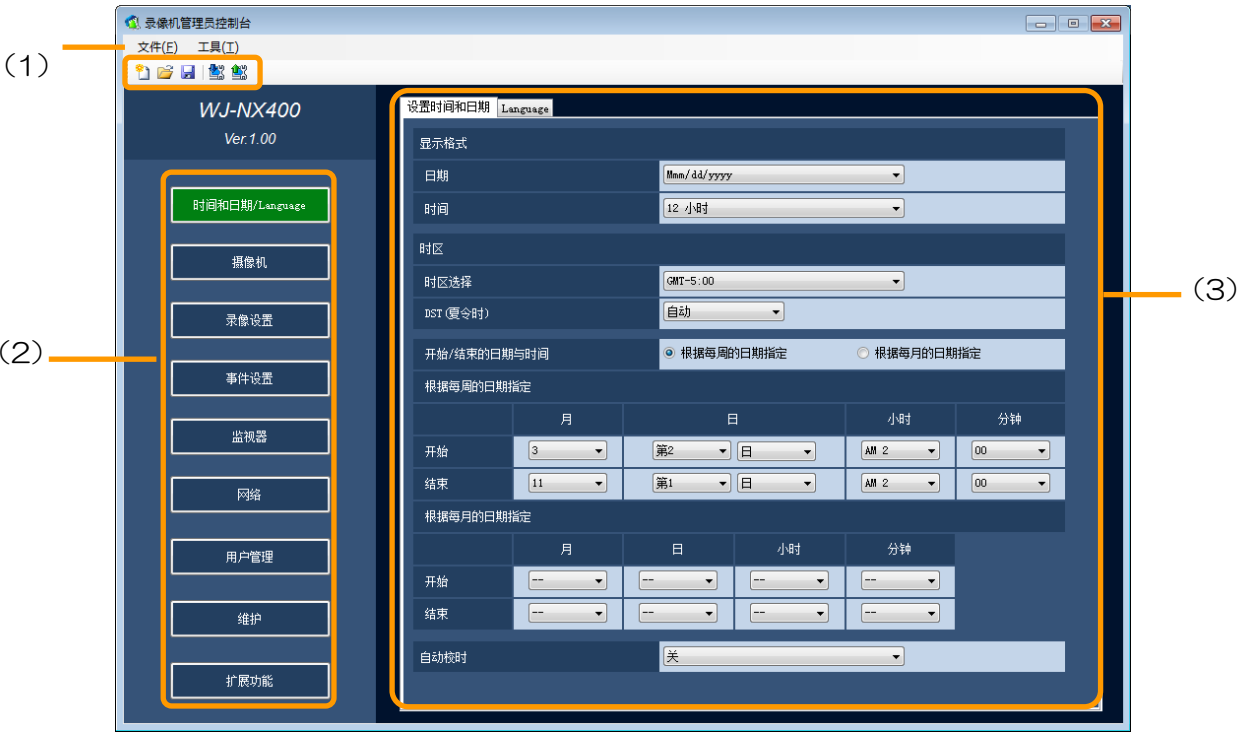 录像机管理员控制台
文件(F) 工具(T)
(1)
WJ-NX400
Ver.1.00
时间和日期/Language
摄像机
录像设置
事件设置
监视器
网络
用户管理
维护
扩展功能
(2)
设置时间和日期 Language
显示格式
日期 Mmm/dd/yyyy
时间 12 小时
时区
时区选择 GMT-5:00
DST(夏令时) 自动
开始/结束的日期与时间 根据每周的日期指定 根据每月的日期指定
根据每周的日期指定
月 日 小时 分钟
开始 3 第2 日 AM 2 00
结束 11 第1 日 AM 2 00
根据每月的日期指定
月 日 小时 分钟
开始 -- -- -- --
结束 -- -- -- --
自动校时 关
(3)